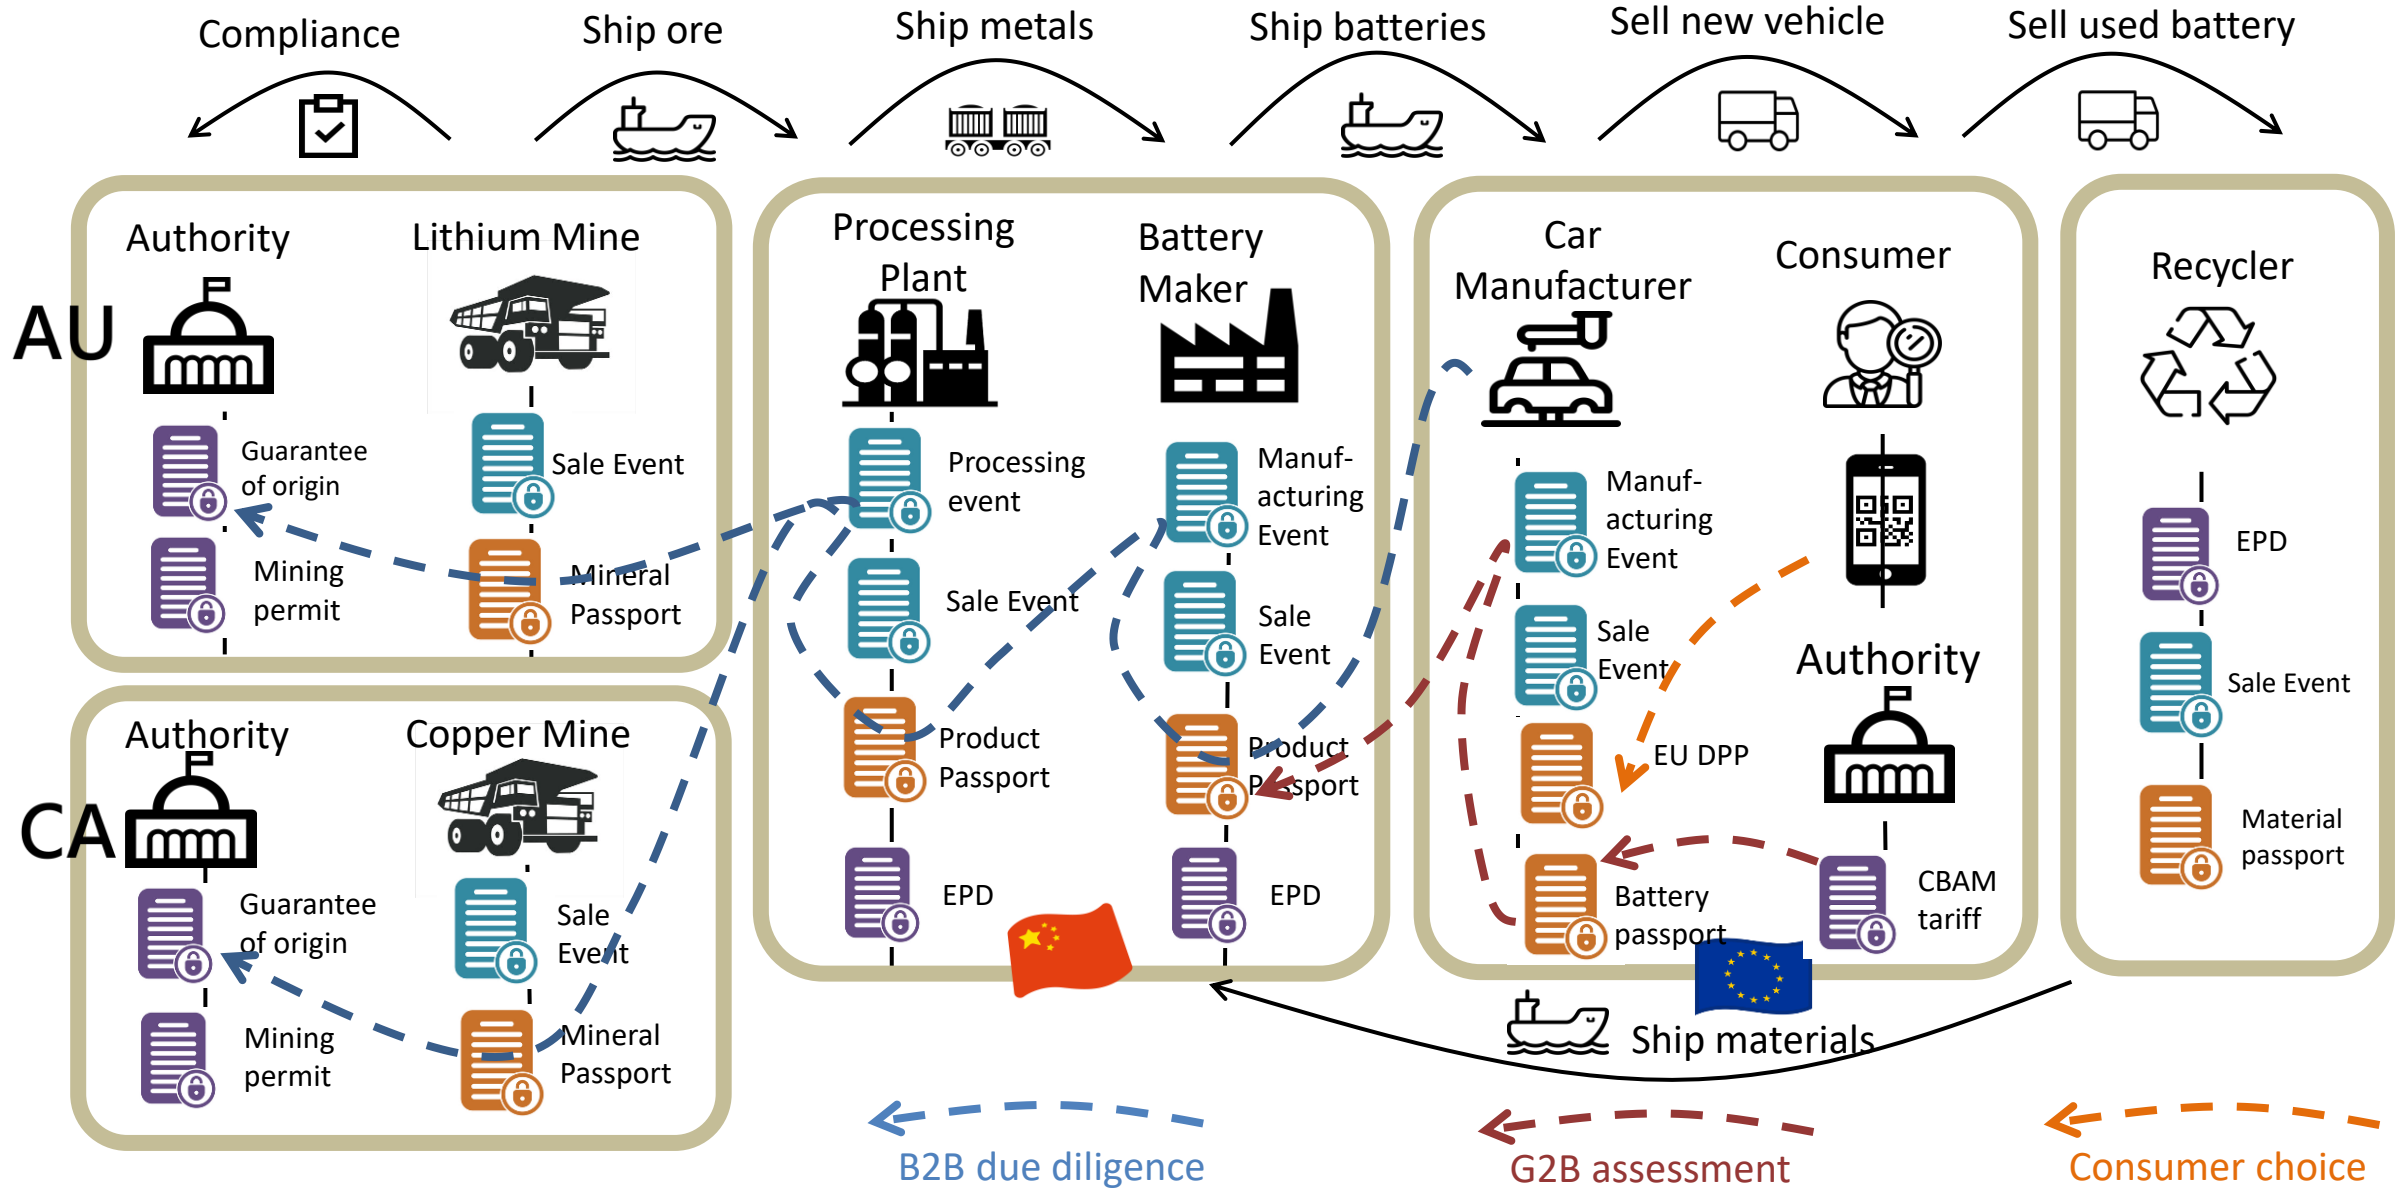 Compliance
Ship ore
Ship metals
Ship batteries
Sell new vehicle
Sell used battery
AU
Authority
Guarantee
of origin
Mining
permit
Lithium Mine
Sale Event
Mineral
Passport
CA
Authority
Guarantee
of origin
Mining
permit
Copper Mine
Sale
Event
Mineral
Passport
Processing
Plant
Processing
event
Sale Event
Product
Passport
EPD
Battery
Maker
Manuf-
acturing
Event
Sale
Event
Product
Passport
EPD
Car
Manufacturer
Manuf-
acturing
Event
Sale
Event
EU DPP
Battery
passport
Consumer
Authority
CBAM
tariff
Recycler
EPD
Sale Event
Material
passport
Ship materials
B2B due diligence
G2B assessment
Consumer choice